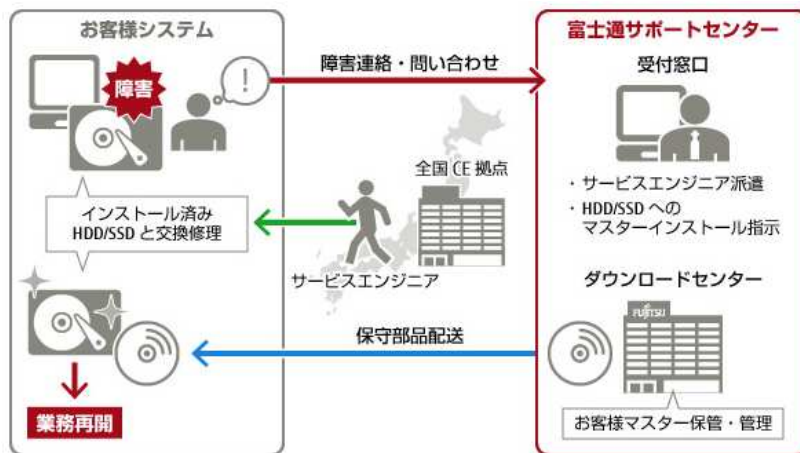 お客様システム
障害
!
インストール済み
HDD/SSD と交換修理
業務再開
障害連絡・問い合わせ
全国 CE 拠点
サービスエンジニア
保守部品配送
富士通サポートセンター
受付窓口
・サービスエンジニア派遣
・HDD/SSD への
マスターインストール指示
ダウンロードセンター
FUJITSU
お客様マスター保管・管理